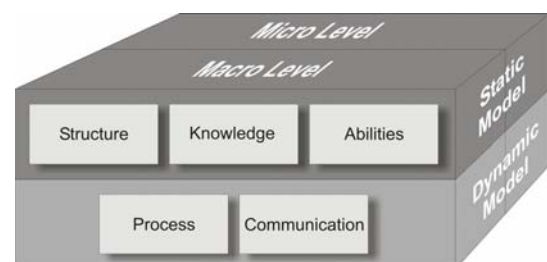 Micro Level
Macro Level
Static
Model
Structure
Knowledge
Abilities
Dynamic
Model
Process
Communication